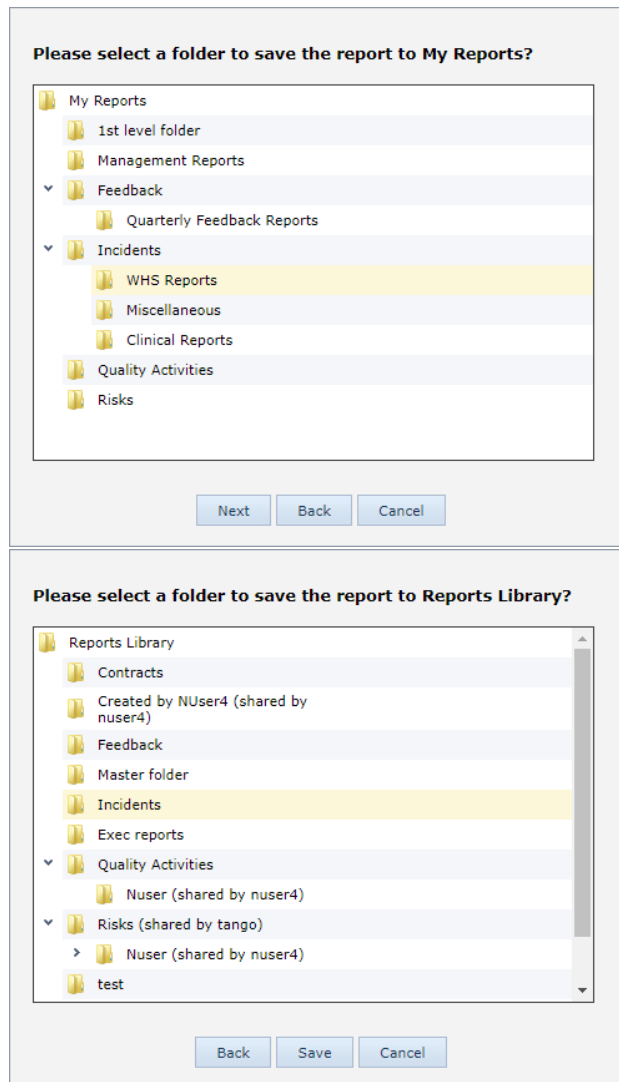 Please select a folder to save the report to My Reports?
My Reports
1st level folder
Management Reports
Feedback
Quarterly Feedback Reports
Incidents
WHS Reports
Miscellaneous
Clinical Reports
Quality Activities
Risks
Next Back Cancel
Please select a folder to save the report to Reports Library?
Reports Library
Contracts
Created by NUser4 (shared by
nuser4)
Feedback
Master folder
Incidents
Exec reports
Quality Activities
Nuser (shared by nuser4)
Risks (shared by tango)
Nuser (shared by nuser4)
test
Back Save Cancel